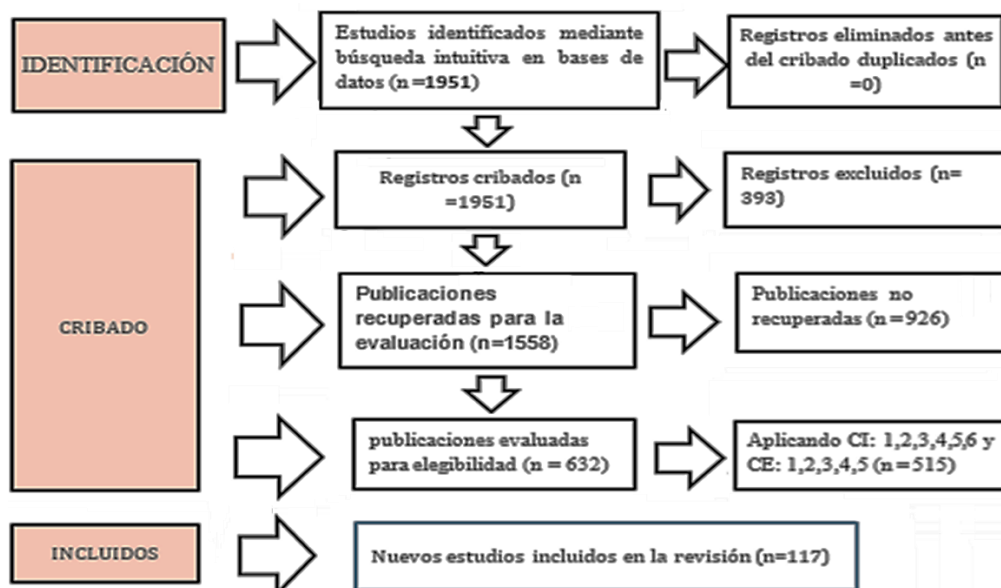 IDENTIFICACIÓN
Estudios identificados mediante
búsqueda intuitiva en bases de
datos (n =1951)
Registros eliminados antes
del cribado duplicados (n
=0)
CRIBADO
Registros cribados (n
=1951)
Registros excluidos (n=
393)
Publicaciones
recuperadas para la
evaluación (n=1558)
Publicaciones no
recuperadas (n=926)
publicaciones evaluadas
para elegibilidad (n = 632)
Aplicando CI: 1,2,3,4,5,6 y
CE: 1,2,3,4,5 (n=515)
INCLUIDOS
Nuevos estudios incluidos en la revisión (n=117)